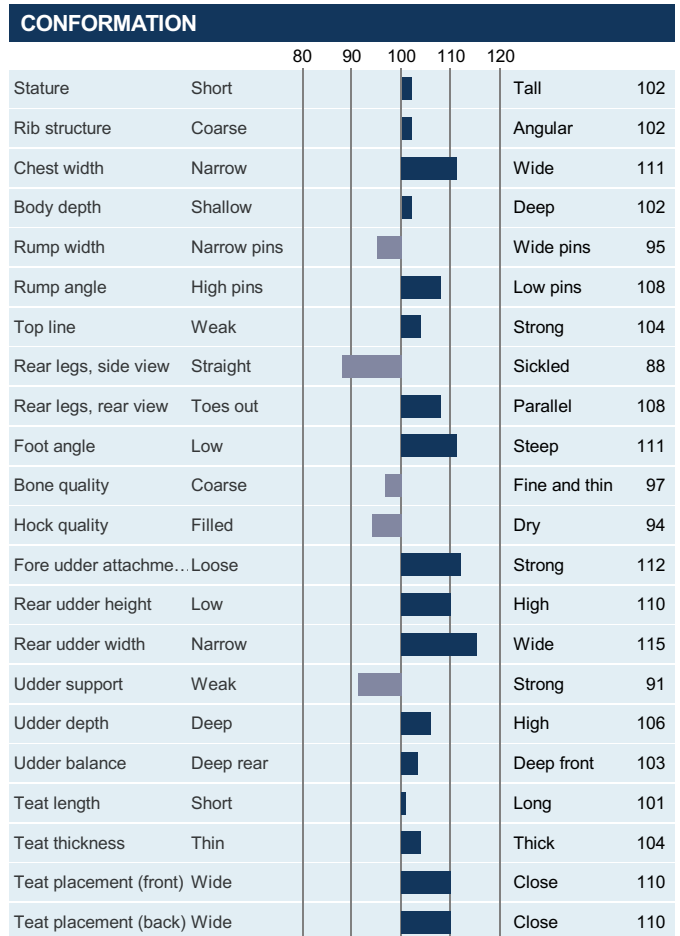 CONFORMATION
80 90 100 110 120
Stature Short Tall 102
Rib structure Coarse Angular 102
Chest width Narrow Wide 111
Body depth Shallow Deep 102
Rump width Narrow pins Wide pins 95
Rump angle High pins Low pins 108
Top line Weak Strong 104
Rear legs, side view Straight Sickled 88
Rear legs, rear view Toes out Parallel 108
Foot angle Low Steep 111
Bone quality Coarse Fine and thin 97
Hock quality Filled Dry 94
Fore udder attachme… Loose Strong 112
Rear udder height Low High 110
Rear udder width Narrow Wide 115
Udder support Weak Strong 91
Udder depth Deep High 106
Udder balance Deep rear Deep front 103
Teat length Short Long 101
Teat thickness Thin Thick 104
Teat placement (front) Wide Close 110
Teat placement (back) Wide Close 110